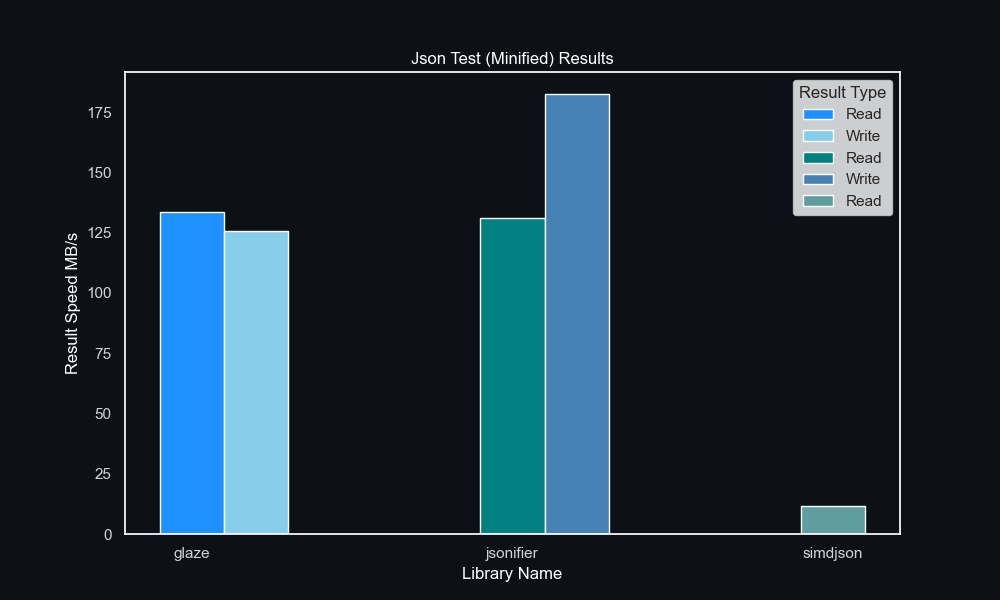 Json Test (Minified) Results
Result Speed MB/s
175
150
125
100
75
50
25
0
Result Type
Read
Write
Read
Write
Read
glaze
jsonifier
simdjson
Library Name